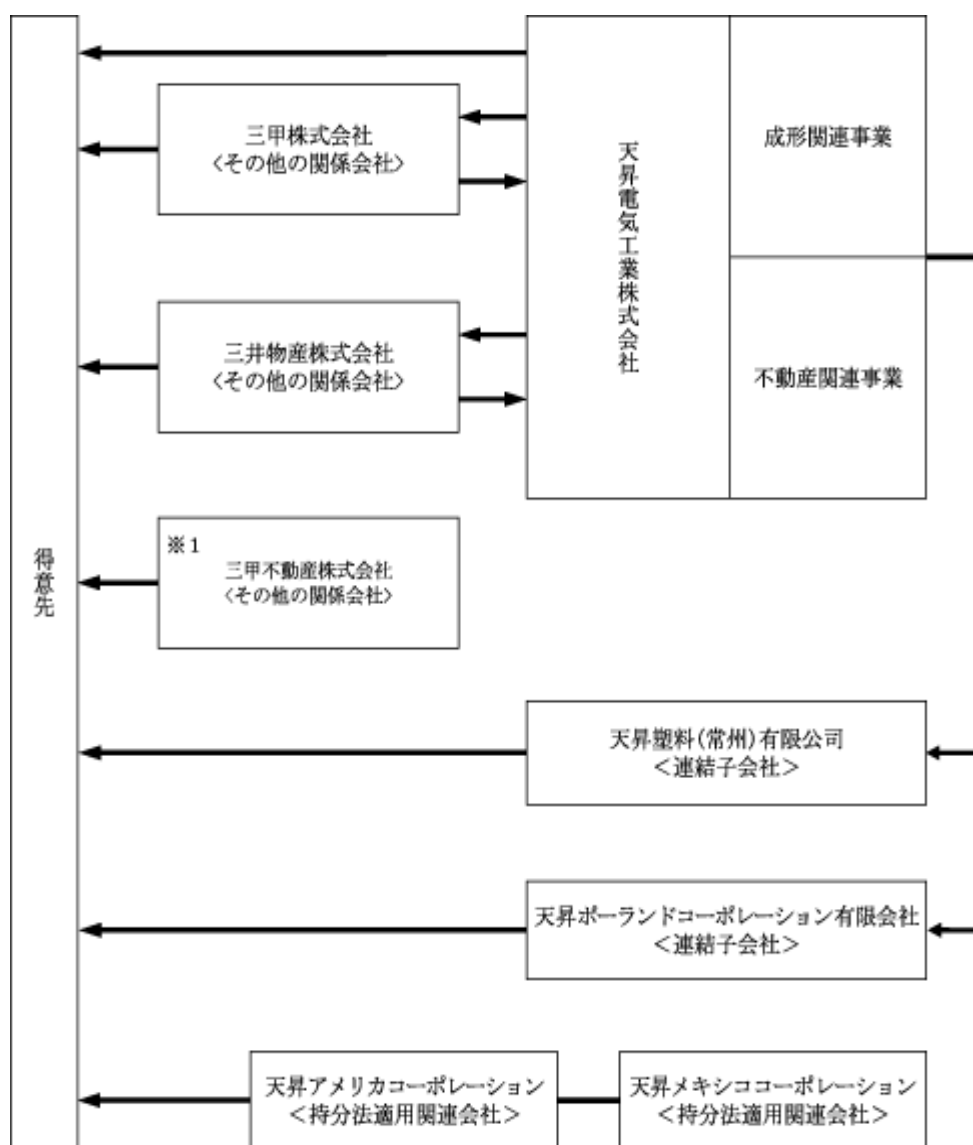 三甲株式会社
<その他の関係会社>
天昇電気工業株式会社
成形関連事業
三井物産株式会社
<その他の関係会社>
不動産関連事業
得意先
※1
三甲不動産株式会社
<その他の関係会社>
天昇塑料(常州)有限公司
<連結子会社>
天昇ポーランドコーポレーション有限会社
<連結子会社>
天昇アメリカコーポレーション
<持分法適用関連会社>
天昇メキシココーポレーション
<持分法適用関連会社>